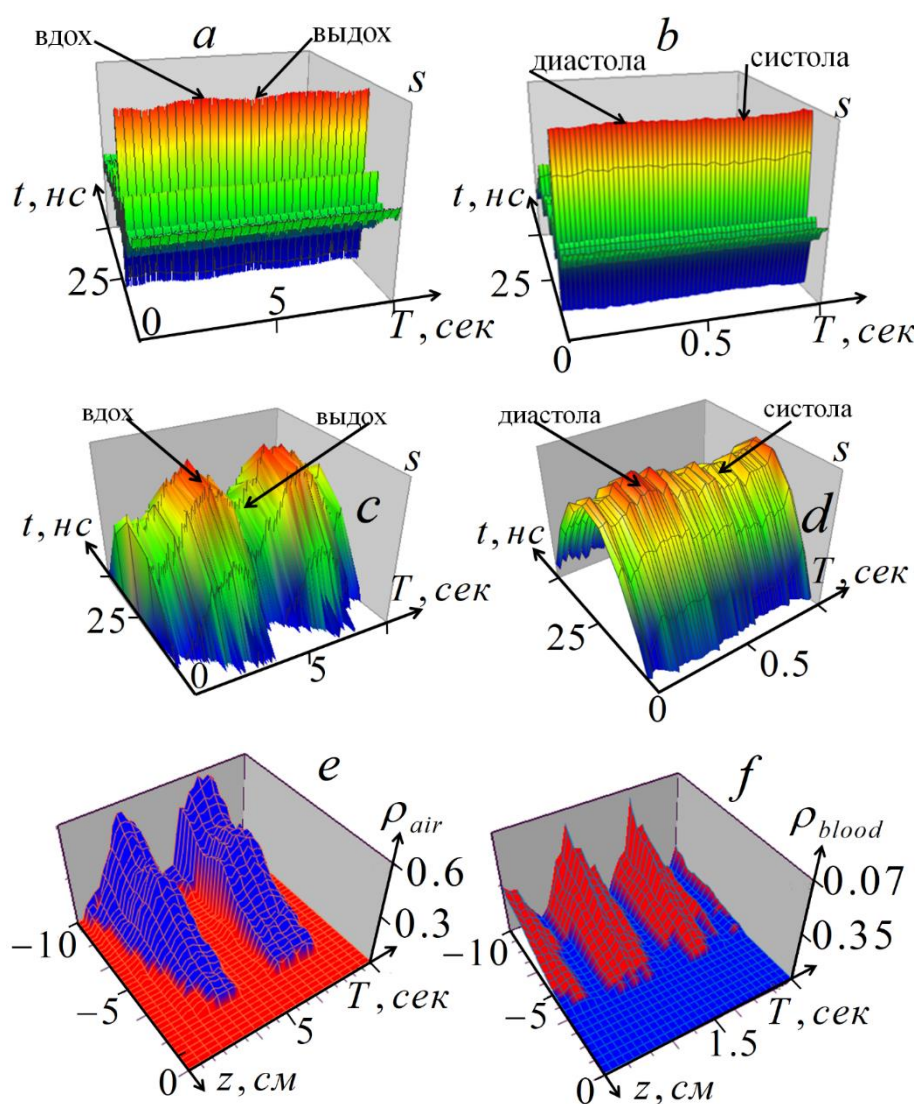 a
вдох
выдох
s
t, нс
25
0
5
T, сек
b
диастола
систола
s
t, нс
25
0
0.5
T, сек
вдох
выдох
s
c
t, нс
25
0
5
T, сек
диастола
систола
s
d
t, нс
25
0
0.5
T, сек
e
ρ air
0.6
0.3
−10
−5
0
5
T, сек
z, см
f
ρ blood
0.07
0.35
−10
−5
0
1.5
T, сек
z, см